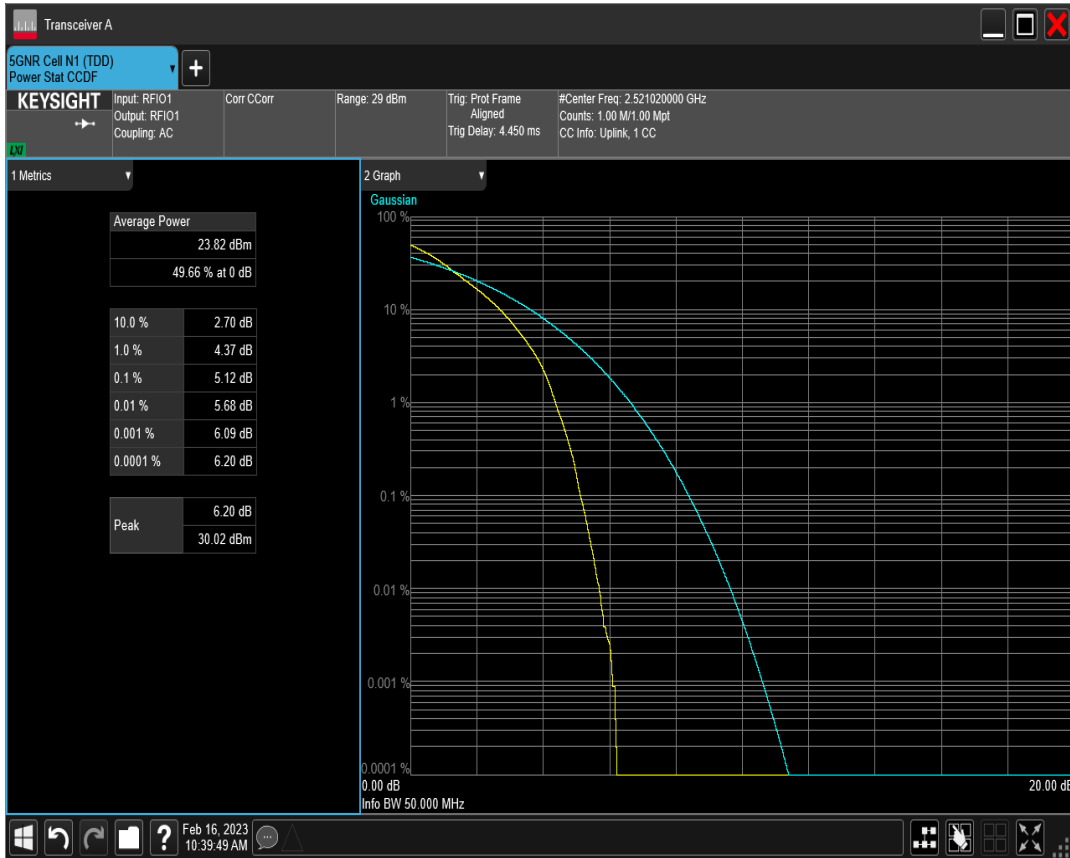 Transceiver A
5GNR Cell N1 (TDD)
Power Stat CCDF
KEYSIGHT
LXI
Input: RFIO1
Output: RFIO1
Coupling: AC
Corr CCorr
Range: 29 dBm
Trig: Prot Frame
Aligned
Trig Delay: 4.450 ms
#Center Freq: 2.521020000 GHz
Counts: 1.00 M/1.00 Mpt
CC Info: Uplink, 1 CC
1 Metrics
Average Power
23.82 dBm
49.66 % at 0 dB
10.0 % 2.70 dB
1.0 % 4.37 dB
0.1 % 5.12 dB
0.01 % 5.68 dB
0.001 % 6.09 dB
0.0001 % 6.20 dB
Peak 6.20 dB
30.02 dBm
2 Graph
Gaussian
100 %
10 %
1 %
0.1 %
0.01 %
0.001 %
0.0001 %
0.00 dB 20.00 dB
Info BW 50.000 MHz
?
Feb 16, 2023
10:39:49 AM